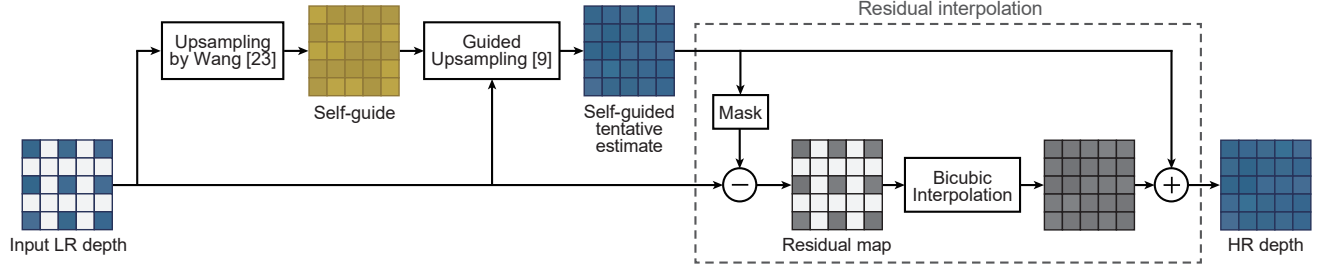 Residual interpolation
Upsampling
by Wang [23]
Self-guide
Guided
Upsampling [9]
Self-guided
tentative
estimate
Mask
Input LR depth
−
Residual map
Bicubic
Interpolation
+
HR depth